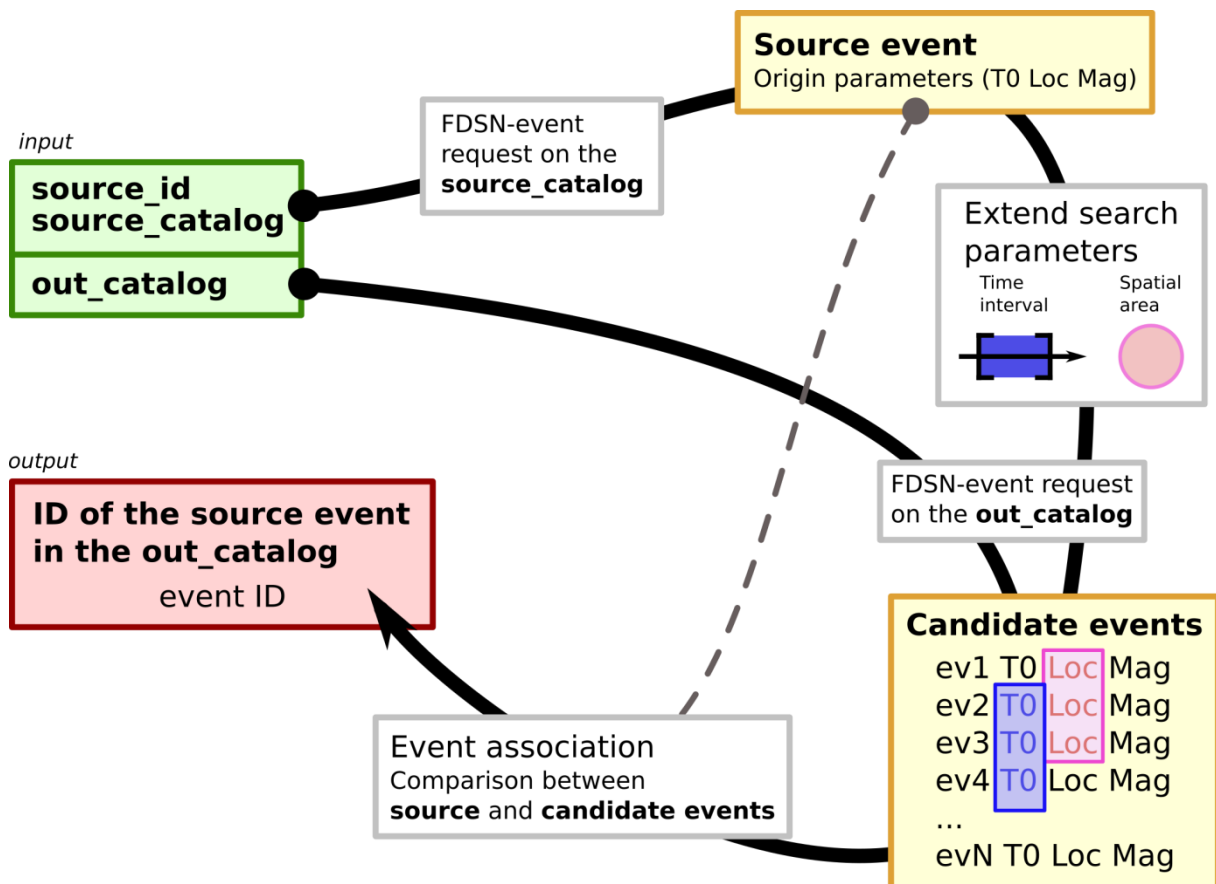 Source event
Origin parameters (T0 Loc Mag)
FDSN-event
request on the
source_catalog
input
source_id
source_catalog
out_catalog
Extend search
parameters
Time
interval
Spatial
area
output
ID of the source event
in the out_catalog
event ID
FDSN-event request
on the out_catalog
Candidate events
ev1 T0 Loc Mag
ev2 T0 Loc Mag
ev3 T0 Loc Mag
ev4 T0 Loc Mag
...
evN T0 Loc Mag
Event association
Comparison between
source and candidate events